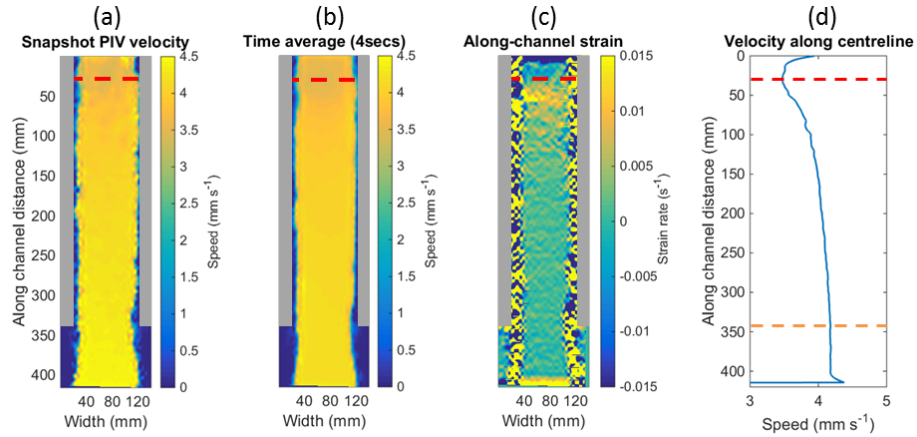 (a) (b) (c) (d)
Snapshot PIV velocity Time average (4secs) Along-channel strain Velocity along centreline
Along channel distance (mm)
50
100
150
200
250
300
350
400
40 80 120
Width (mm)
4.5
4
3.5
3
2.5
2
1.5
1
0.5
0
Speed (mm s-1)
40 80 120
Width (mm)
4.5
4
3.5
3
2.5
2
1.5
1
0.5
0
Speed (mm s-1)
40 80 120
Width (mm)
0.015
0.01
0.005
0
-0.005
-0.01
-0.015
Strain rate (s-1)
Along channel distance (mm)
0
50
100
150
200
250
300
350
400
3 4 5
Speed (mm s-1)